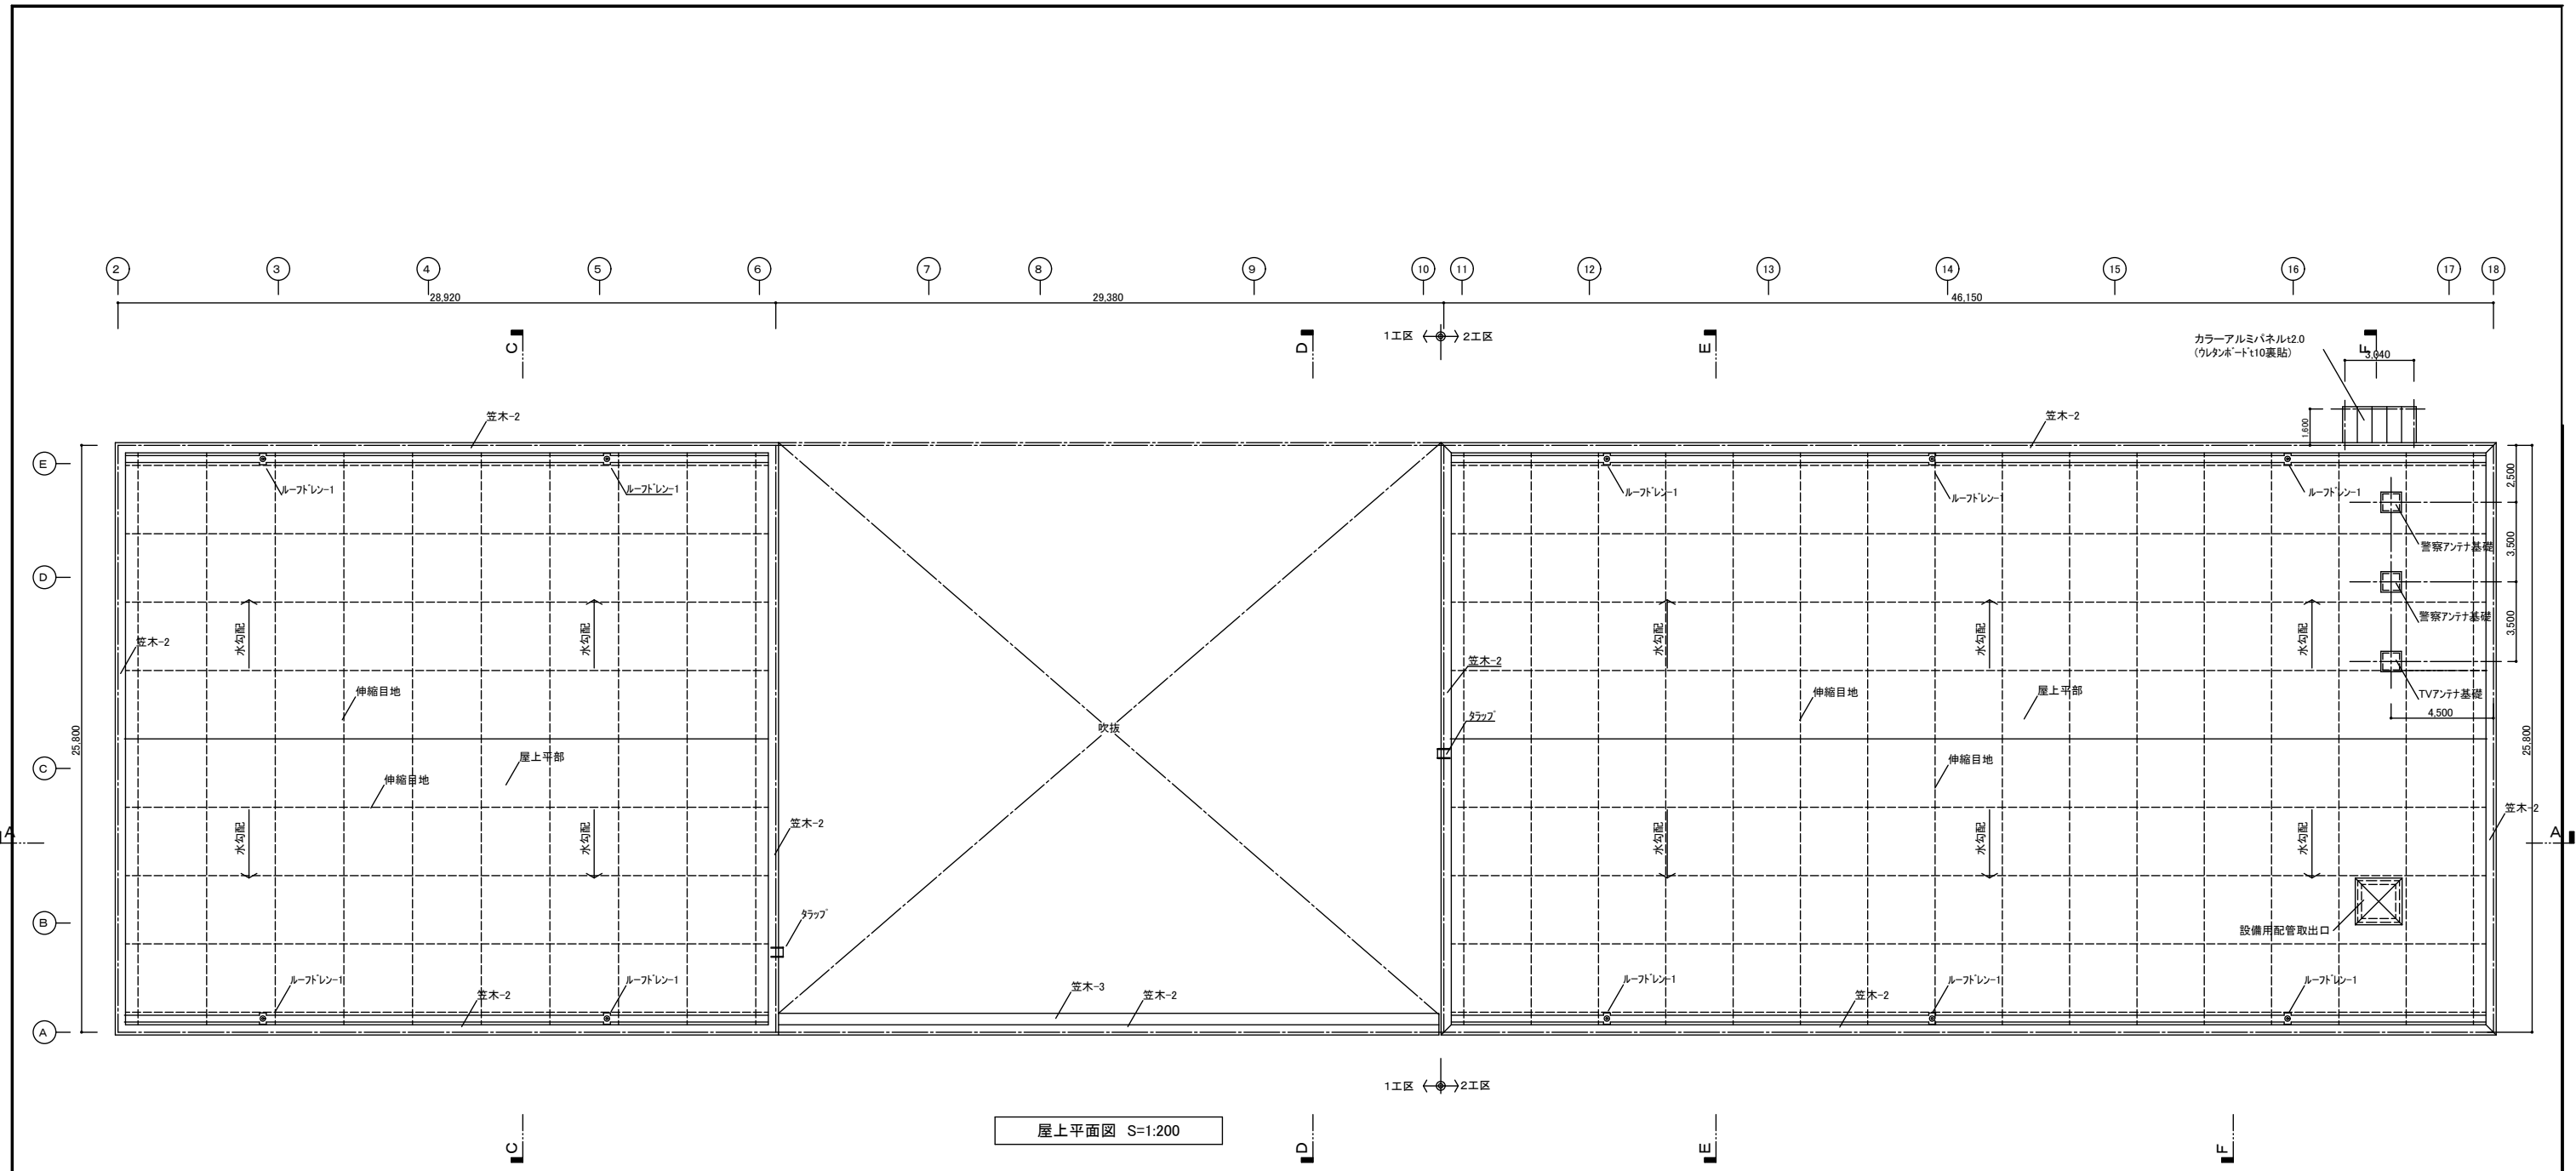 2
3
4
5
6
7
8
9
10
11
12
13
14
15
16
17
18
28,920
29,380
46,150
C
D
1工区
2工区
E
カラーアルミパネルt2.0
(ウレタンボードt10裏貼)
F
3,040
笠木-2
笠木-2
1,600
E
ルーフドレン-1
ルーフドレン-1
ルーフドレン-1
ルーフドレン-1
ルーフドレン-1
2,500
警察アンテナ基礎
3,500
D
水勾配
水勾配
水勾配
水勾配
水勾配
警察アンテナ基礎
3,500
笠木-2
笠木-2
伸縮目地
伸縮目地
屋上平部
TVアンテナ基礎
4,500
タラップ
吹抜
25,800
25,800
屋上平部
伸縮目地
C
伸縮目地
笠木-2
笠木-2
A
A
水勾配
水勾配
水勾配
水勾配
水勾配
B
タラップ
設備用配管取出口
ルーフドレン-1
ルーフドレン-1
ルーフドレン-1
ルーフドレン-1
ルーフドレン-1
笠木-2
笠木-3
笠木-2
笠木-2
A
1工区
2工区
屋上平面図 S=1:200
C
D
E
F